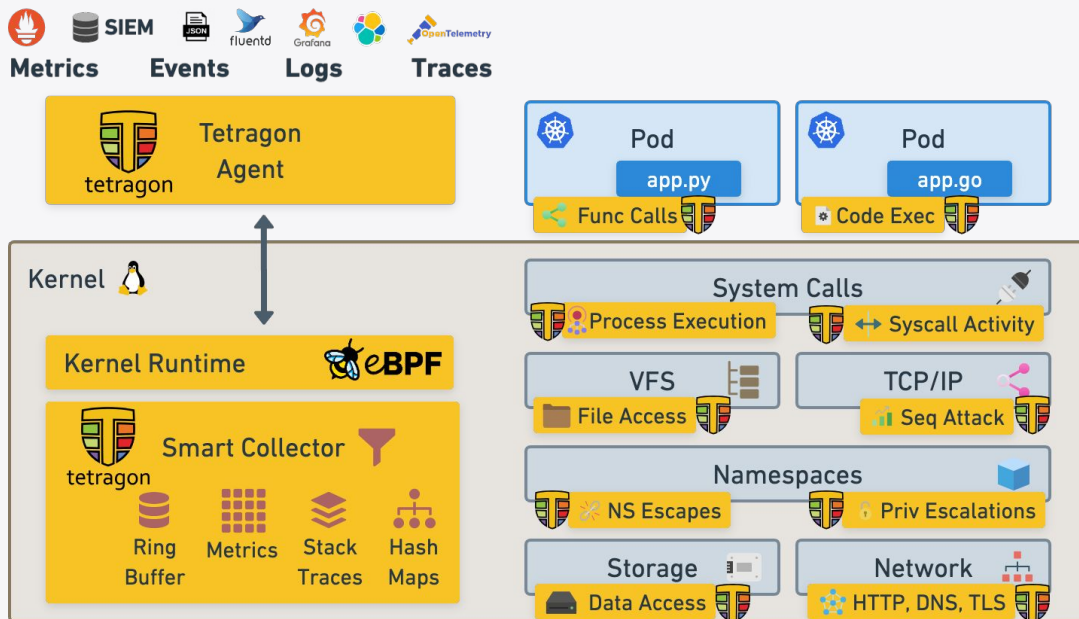 SIEM
JSON
fluentd
Grafana
OpenTelemetry
Metrics
Events
Logs
Traces
tetragon
Tetragon
Agent
Pod
app.py
Func Calls
Pod
app.go
Code Exec
Kernel
Kernel Runtime
eBPF
tetragon
Smart Collector
Ring
Buffer
Metrics
Stack
Traces
Hash
Maps
System Calls
Process Execution
Syscall Activity
VFS
File Access
TCP/IP
Seq Attack
Namespaces
NS Escapes
Priv Escalations
Storage
Data Access
Network
HTTP, DNS, TLS